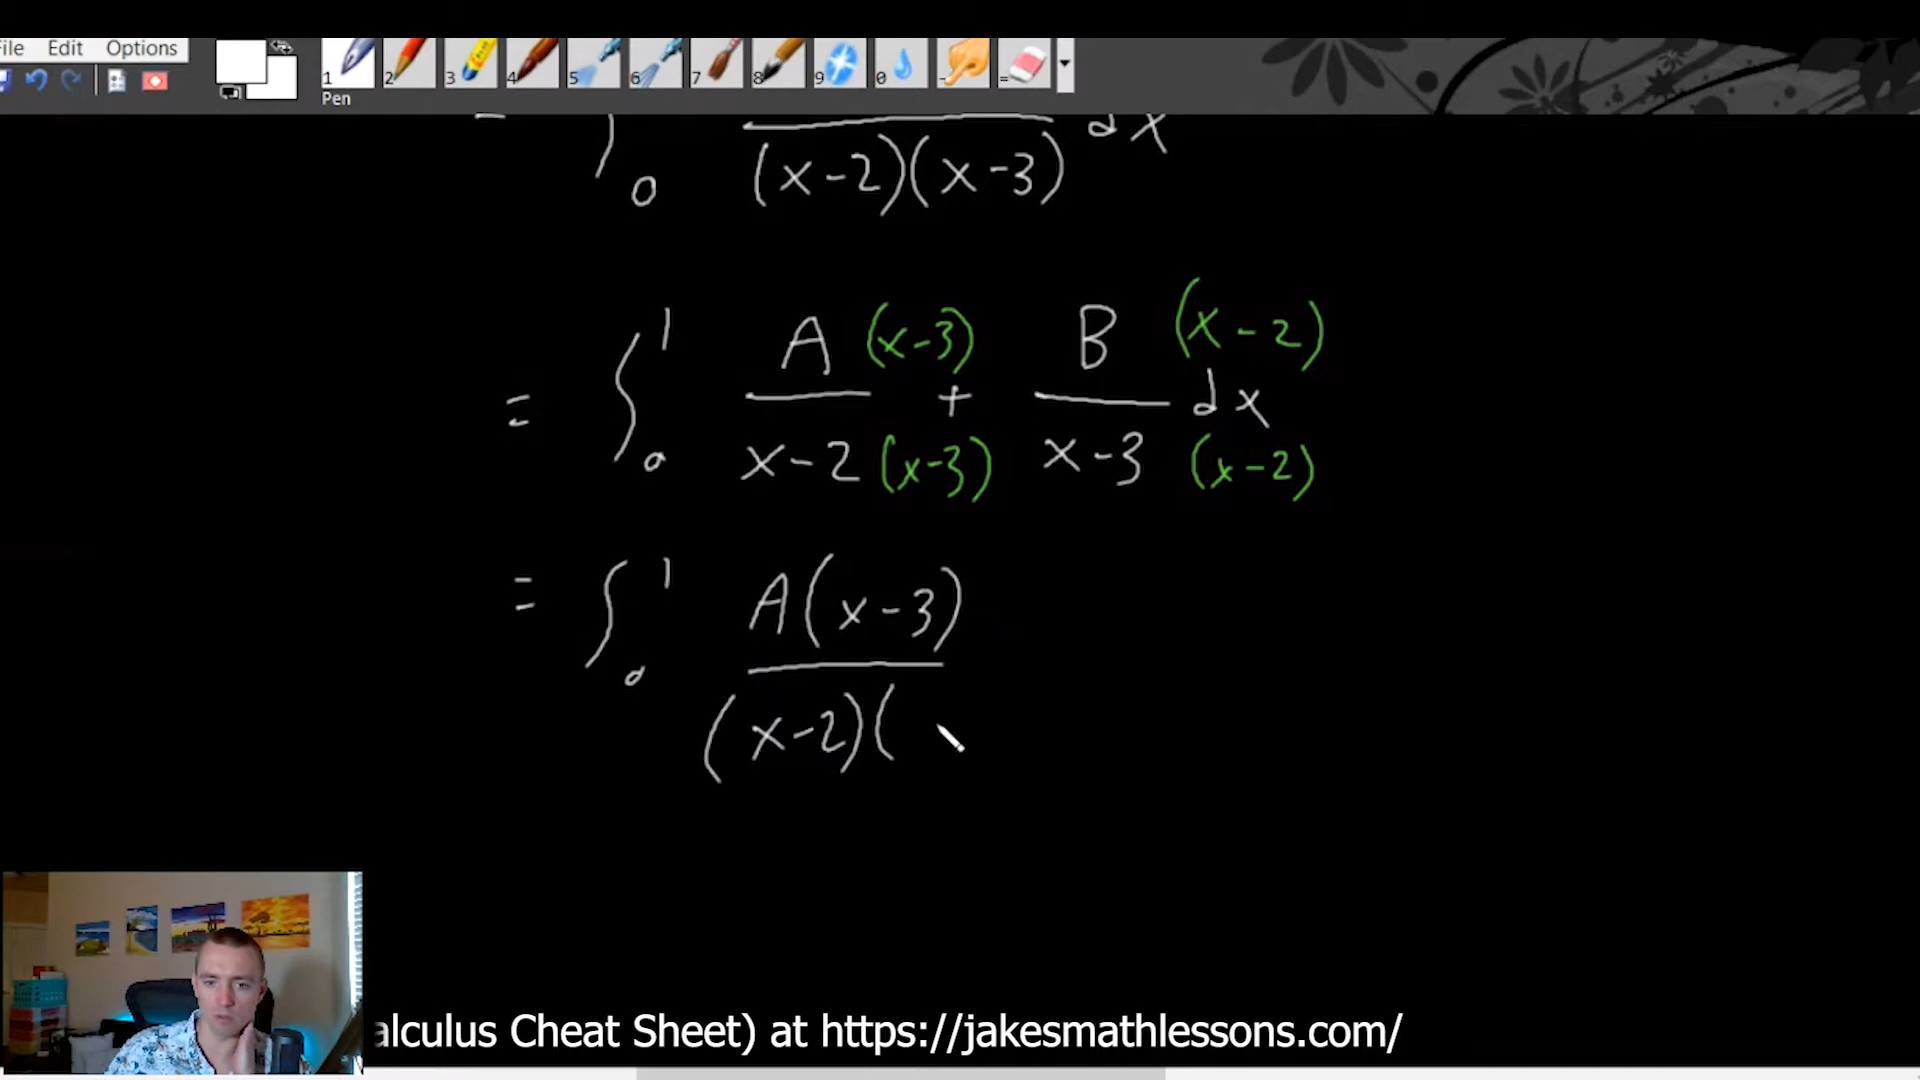 File Edit Options
1 2 3 4 5 6 7 8 9 0 - =
Pen
= ∫ 0 (x-2)(x-3) dx
= ∫ 1 0 A (x-3) / x-2 (x-3) + B (x-2) / x-3 (x-2) dx
= ∫ 1 0 A(x-3) / (x-2)(
alculus Cheat Sheet) at https://jakesmathlessons.com/